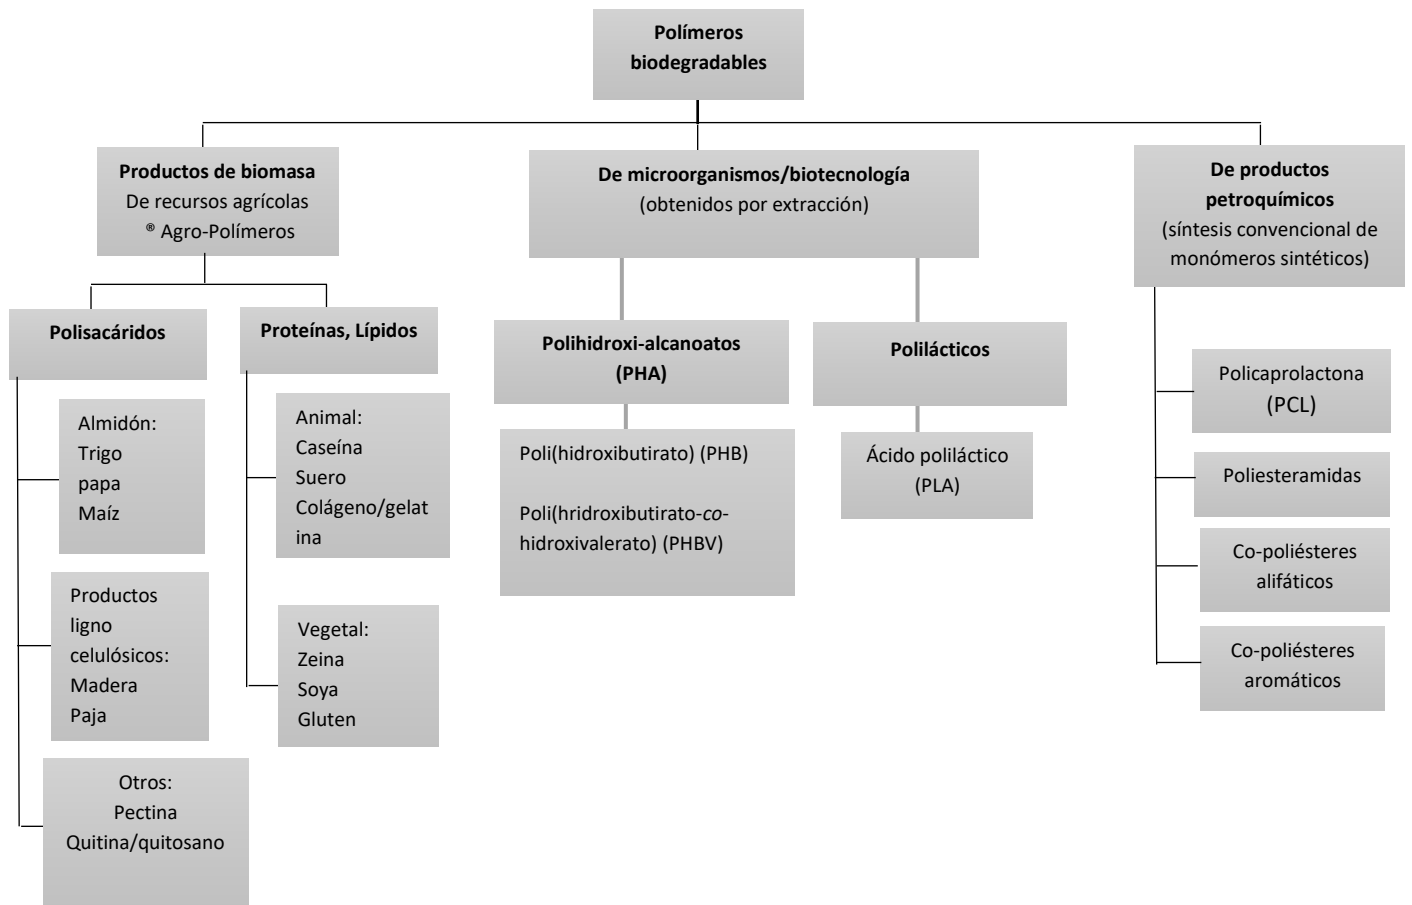 Polímeros
biodegradables
Productos de biomasa
De recursos agrícolas
® Agro-Polímeros
De microorganismos/biotecnología
(obtenidos por extracción)
De productos
petroquímicos
(síntesis convencional de
monómeros sintéticos)
Polisacáridos
Proteínas, Lípidos
Polihidroxi-alcanoatos
(PHA)
Polilácticos
Almidón:
Trigo
papa
Maíz
Productos
ligno
celulósicos:
Madera
Paja
Otros:
Pectina
Quitina/quitosano
Animal:
Caseína
Suero
Colágeno/gelat
ina
Vegetal:
Zeina
Soya
Gluten
Poli(hidroxibutirato) (PHB)
Poli(hridroxibutirato-co-
hidroxivalerato) (PHBV)
Ácido poliláctico
(PLA)
Policaprolactona
(PCL)
Poliesteramidas
Co-poliésteres
alifáticos
Co-poliésteres
aromáticos